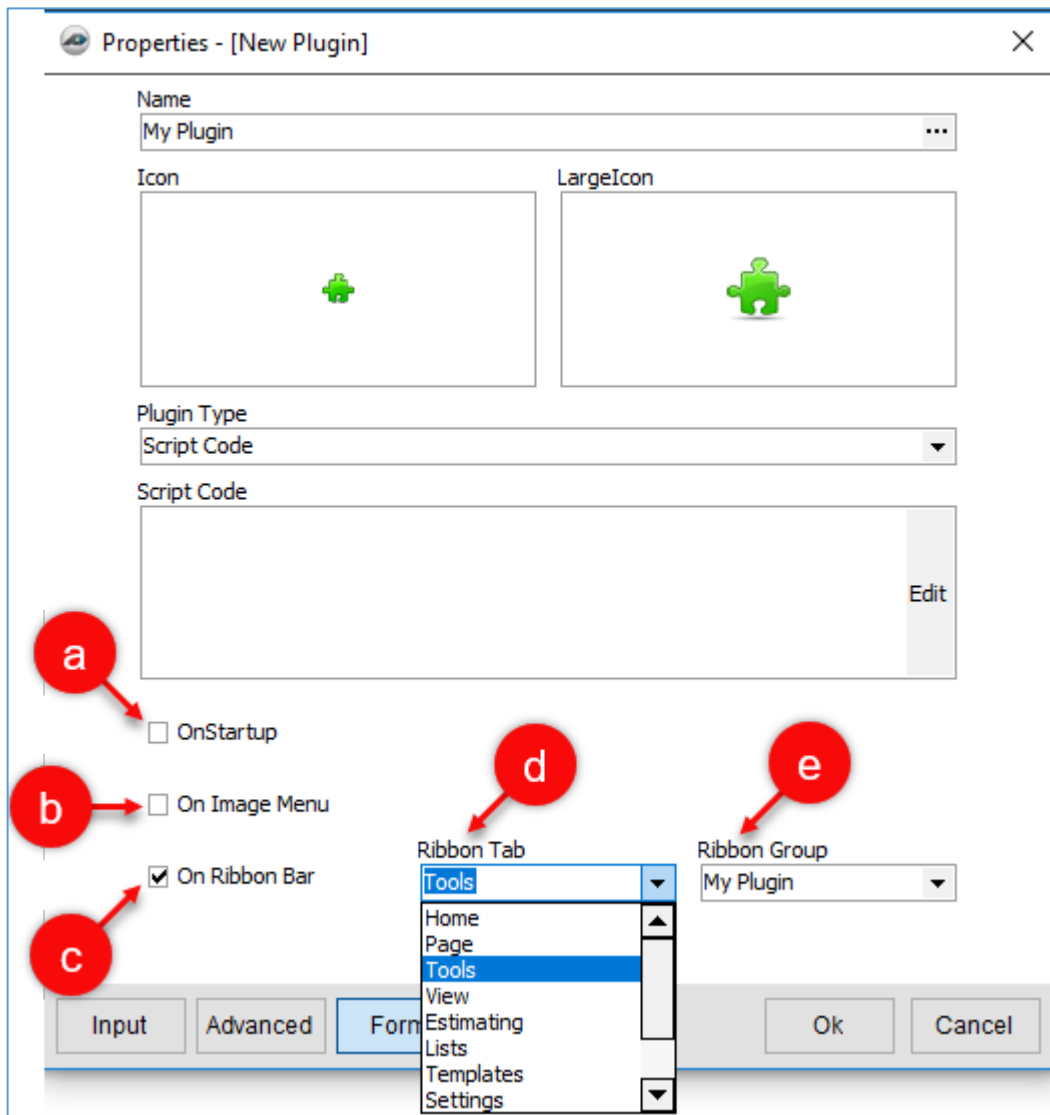 Properties - [New Plugin]
Name
My Plugin
...
Icon
LargeIcon
Plugin Type
Script Code
Script Code
Edit
a
OnStartup
d
e
b
On Image Menu
Ribbon Tab
Ribbon Group
On Ribbon Bar
Tools
My Plugin
c
Home
Page
Tools
View
Estimating
Lists
Templates
Settings
Input
Advanced
Form
Ok
Cancel